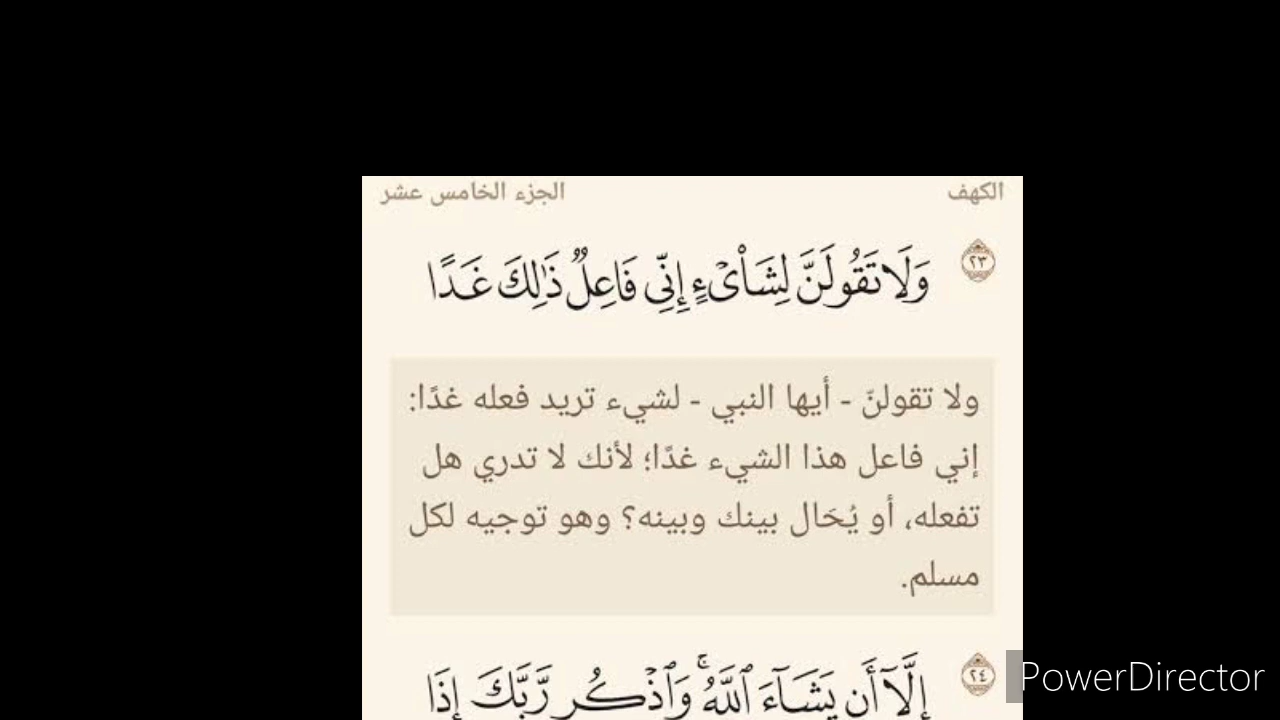 الكهف الجزء الخامس عشر
٢٣ وَلَا تَقُولَنَّ لِشَاْىْءٍ إِنِّى فَاعِلٌ ذَٰلِكَ غَدًا
ولا تقولنّ - أيها النبي - لشيء تريد فعله غدًا:
إني فاعل هذا الشيء غدًا؛ لأنك لا تدري هل
تفعله، أو يُحَال بينك وبينه؟ وهو توجيه لكل
مسلم.
٢٤ إِلَّآ أَن يَشَآءَ ٱللَّهُ ۚ وَٱذْكُر رَّبَّكَ إِذَا
PowerDirector